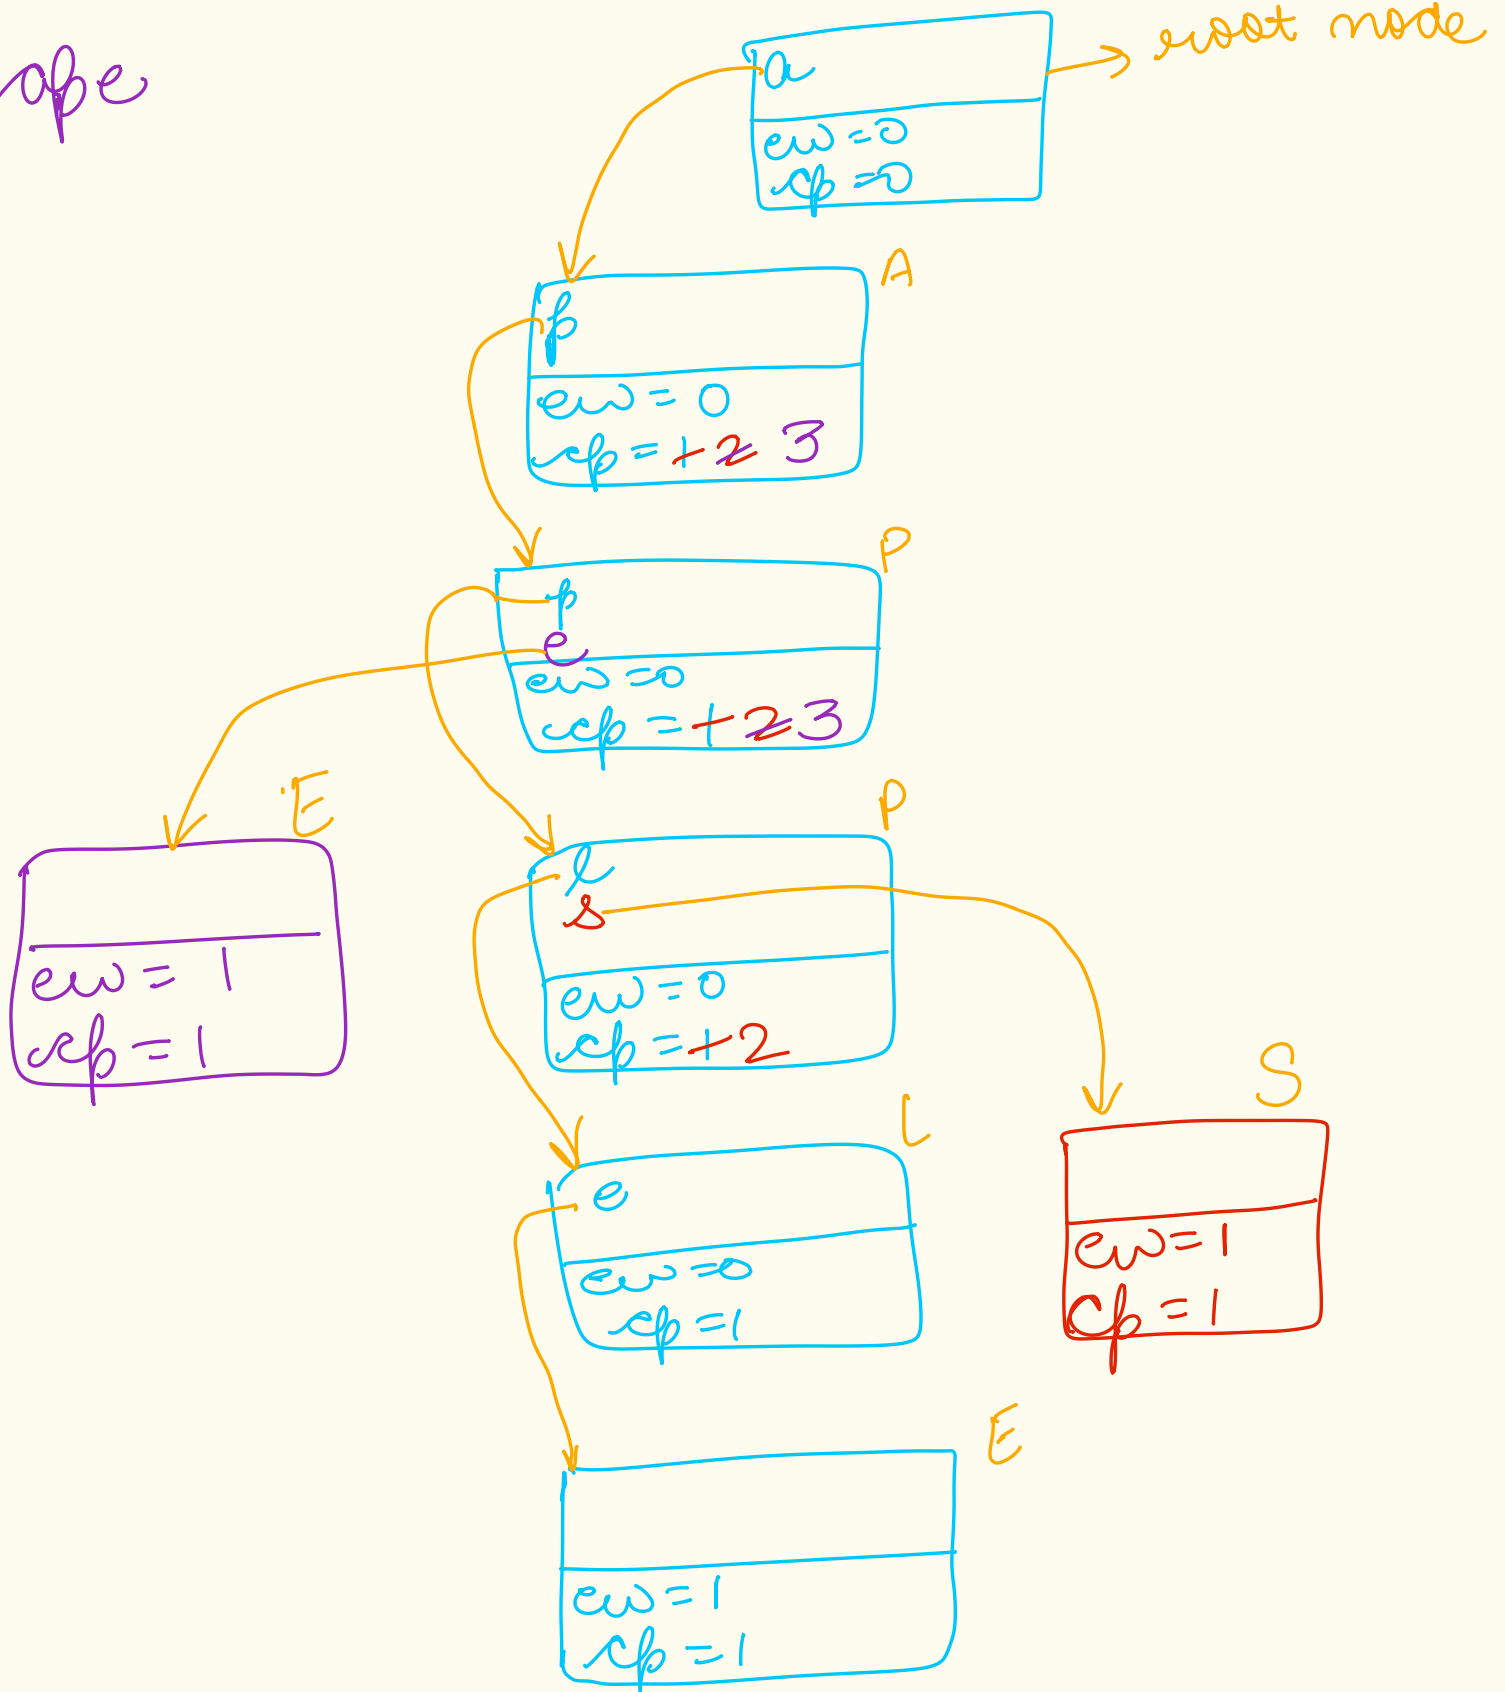 ape
root node
a
ew=0
cp=0
A
p
ew=0
cp=1 2 3
P
p
e
ew=0
cp=1 2 3
E
ew=1
cp=1
P
l
s
ew=0
cp=1 2
L
e
ew=0
cp=1
S
ew=1
cp=1
E
ew=1
cp=1